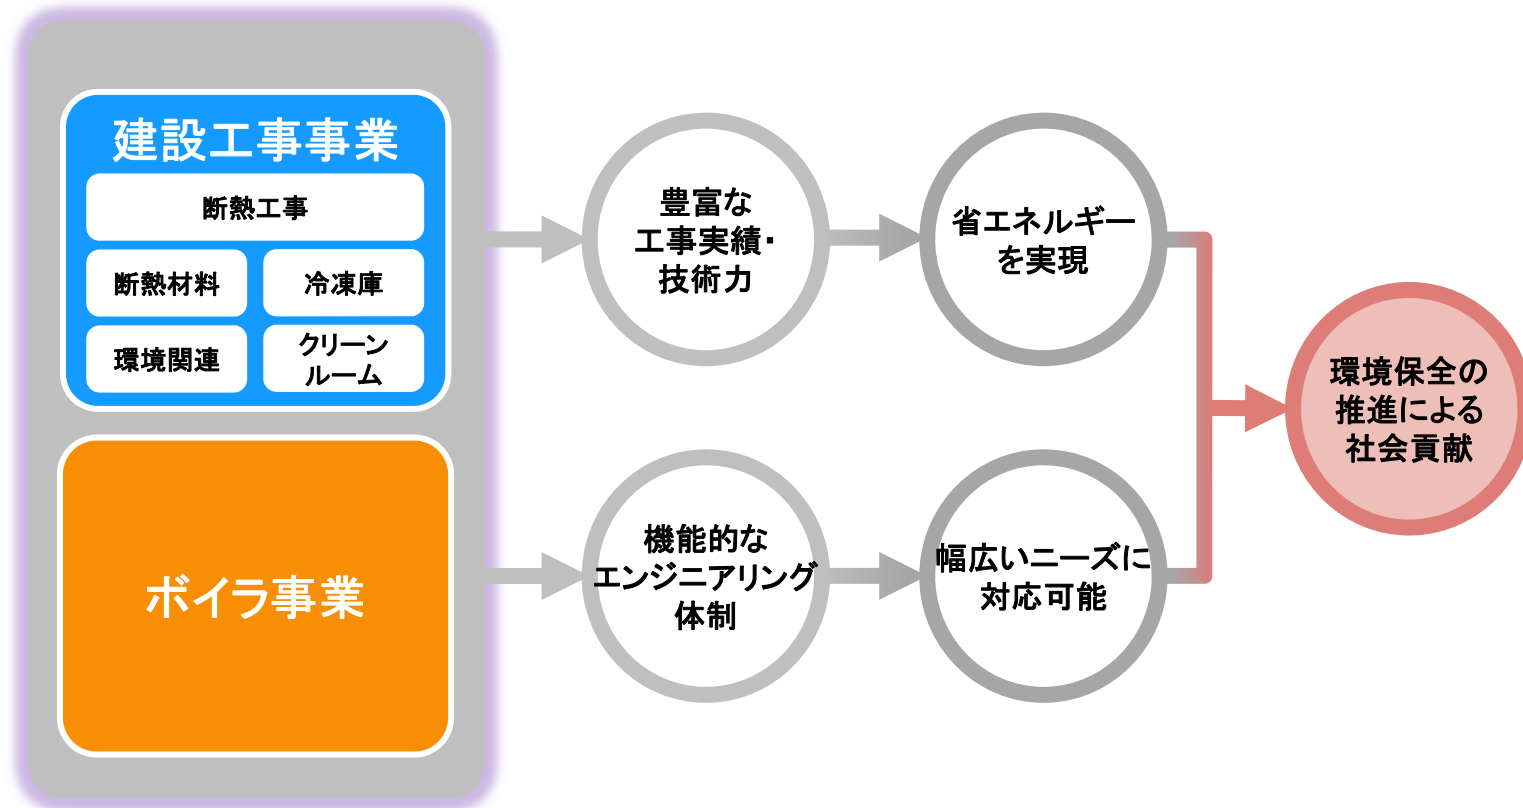 建設工事事業
断熱工事
断熱材料
冷凍庫
環境関連
クリーン
ルーム
ボイラ事業
豊富な
工事実績・
技術力
省エネルギー
を実現
機能的な
エンジニアリング
体制
幅広いニーズに
対応可能
環境保全の
推進による
社会貢献